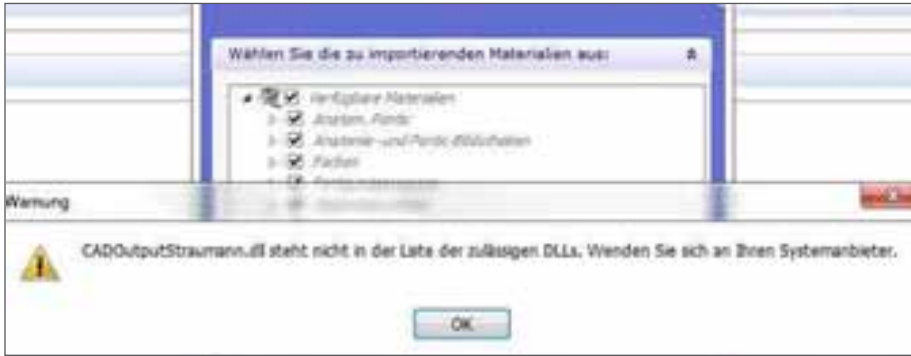 Wählen Sie die zu importierenden Materialien aus:
Verfügbare Materialien
Anatom. Pontic
Anatomie- und Pontic-Bibliotheken
Farben
Warnung
CADOutputStraumann.dll steht nicht in der Liste der zulässigen DLLs. Wenden Sie sich an Ihren Systemanbieter.
OK